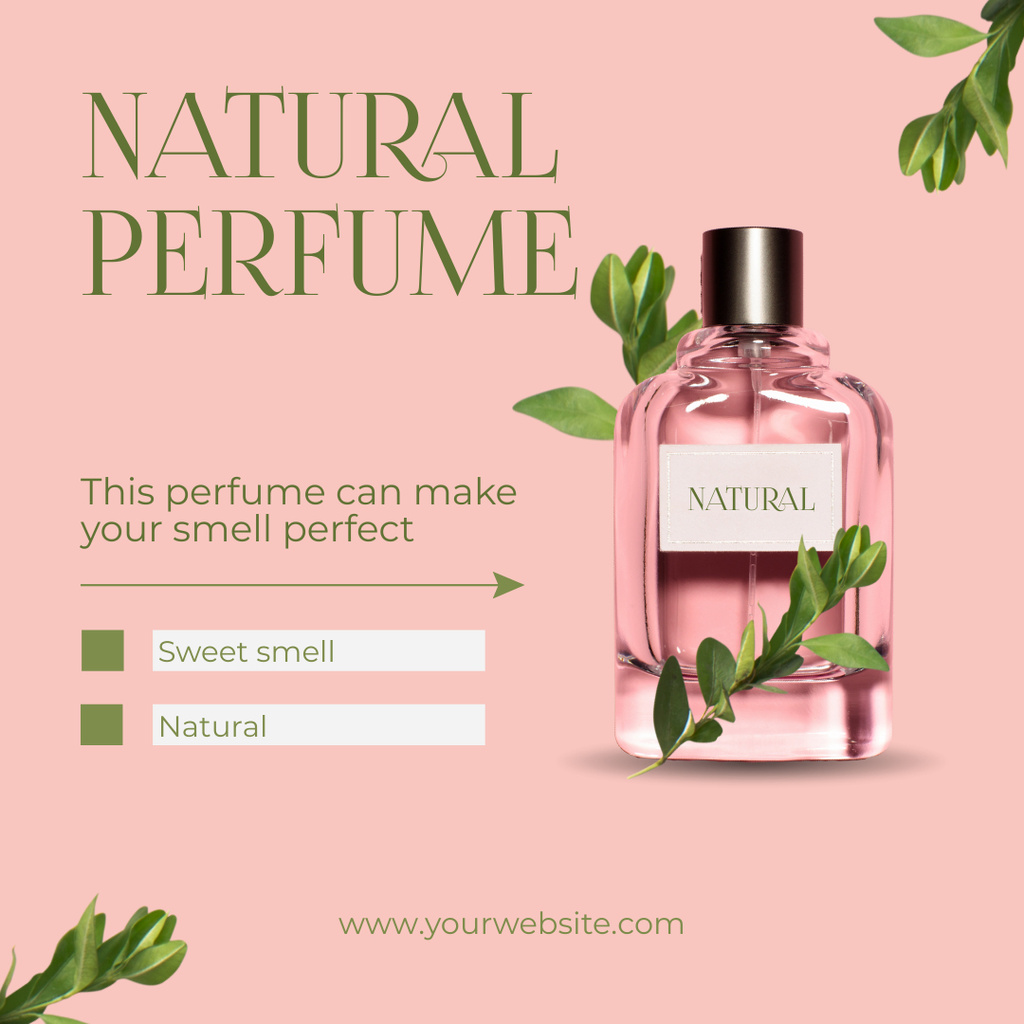 NATURAL
PERFUME
NATURAL
This perfume can make
your smell perfect
Sweet smell
Natural
www.yourwebsite.com